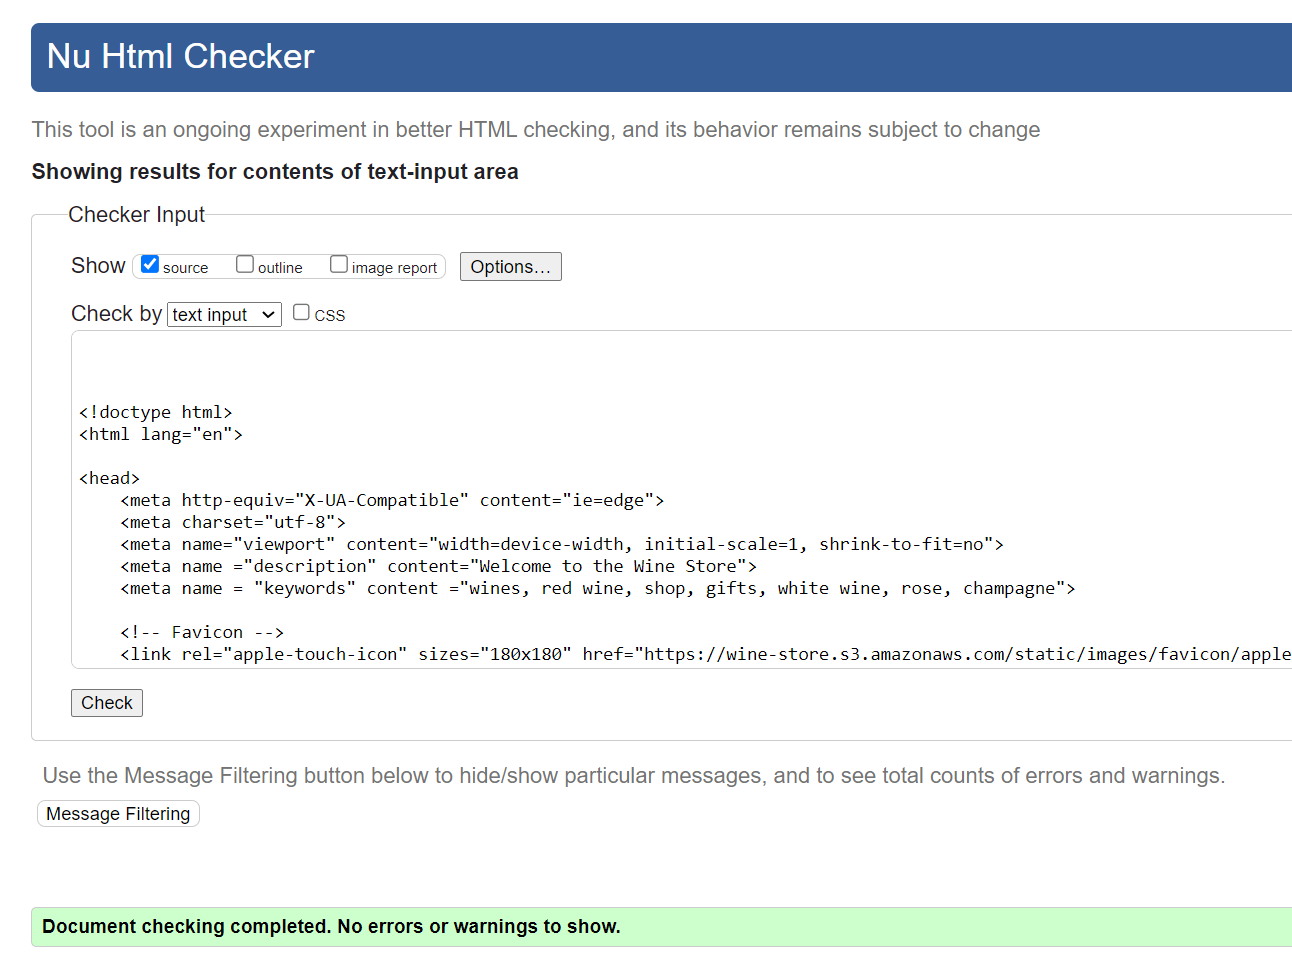 Nu Html Checker
This tool is an ongoing experiment in better HTML checking, and its behavior remains subject to change
Showing results for contents of text-input area
Checker Input
Show source outline image report Options...
Check by text input CSS
<!doctype html>
<html lang="en">
<head>
<meta http-equiv="X-UA-Compatible" content="ie=edge">
<meta charset="utf-8">
<meta name="viewport" content="width=device-width, initial-scale=1, shrink-to-fit=no">
<meta name ="description" content="Welcome to the Wine Store">
<meta name = "keywords" content ="wines, red wine, shop, gifts, white wine, rose, champagne">
<!-- Favicon -->
<link rel="apple-touch-icon" sizes="180x180" href="https://wine-store.s3.amazonaws.com/static/images/favicon/apple
Check
Use the Message Filtering button below to hide/show particular messages, and to see total counts of errors and warnings.
Message Filtering
Document checking completed. No errors or warnings to show.